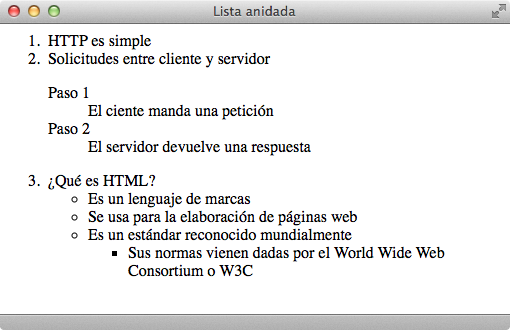 Lista anidada
1. HTTP es simple
2. Solicitudes entre cliente y servidor
Paso 1
El ciente manda una petición
Paso 2
El servidor devuelve una respuesta
3. ¿Qué es HTML?
Es un lenguaje de marcas
Se usa para la elaboración de páginas web
Es un estándar reconocido mundialmente
Sus normas vienen dadas por el World Wide Web
Consortium o W3C